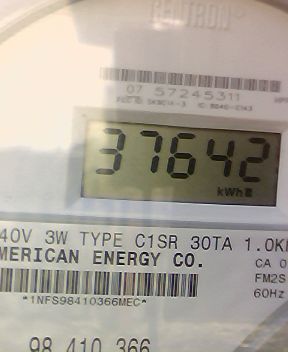 CENTRON
07 57245311
37642
kWh
40V 3W TYPE C1SR 30TA 1.0K
MERICAN ENERGY CO.
CA 0
FM2S
60Hz
*1NFS98410366MEC*
98 410 366